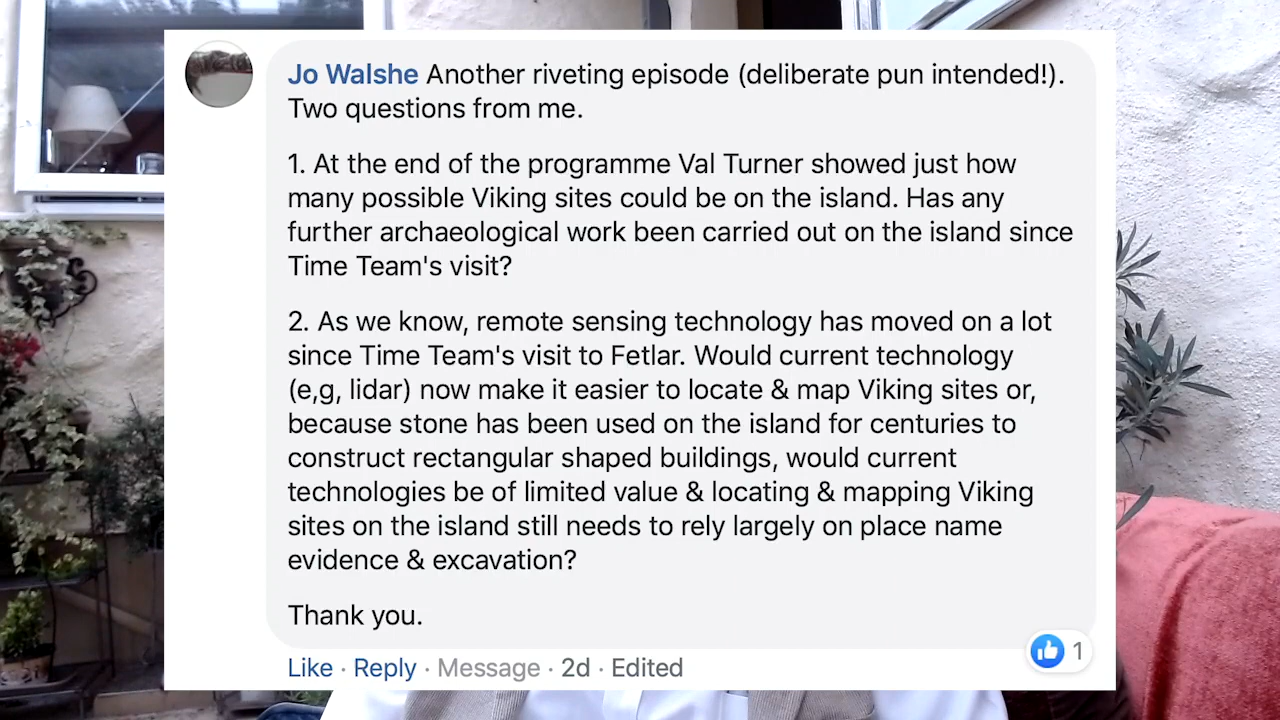 Jo Walshe Another riveting episode (deliberate pun intended!).
Two questions from me.
1. At the end of the programme Val Turner showed just how
many possible Viking sites could be on the island. Has any
further archaeological work been carried out on the island since
Time Team's visit?
2. As we know, remote sensing technology has moved on a lot
since Time Team's visit to Fetlar. Would current technology
(e,g, lidar) now make it easier to locate & map Viking sites or,
because stone has been used on the island for centuries to
construct rectangular shaped buildings, would current
technologies be of limited value & locating & mapping Viking
sites on the island still needs to rely largely on place name
evidence & excavation?
Thank you.
1
Like · Reply · Message · 2d · Edited